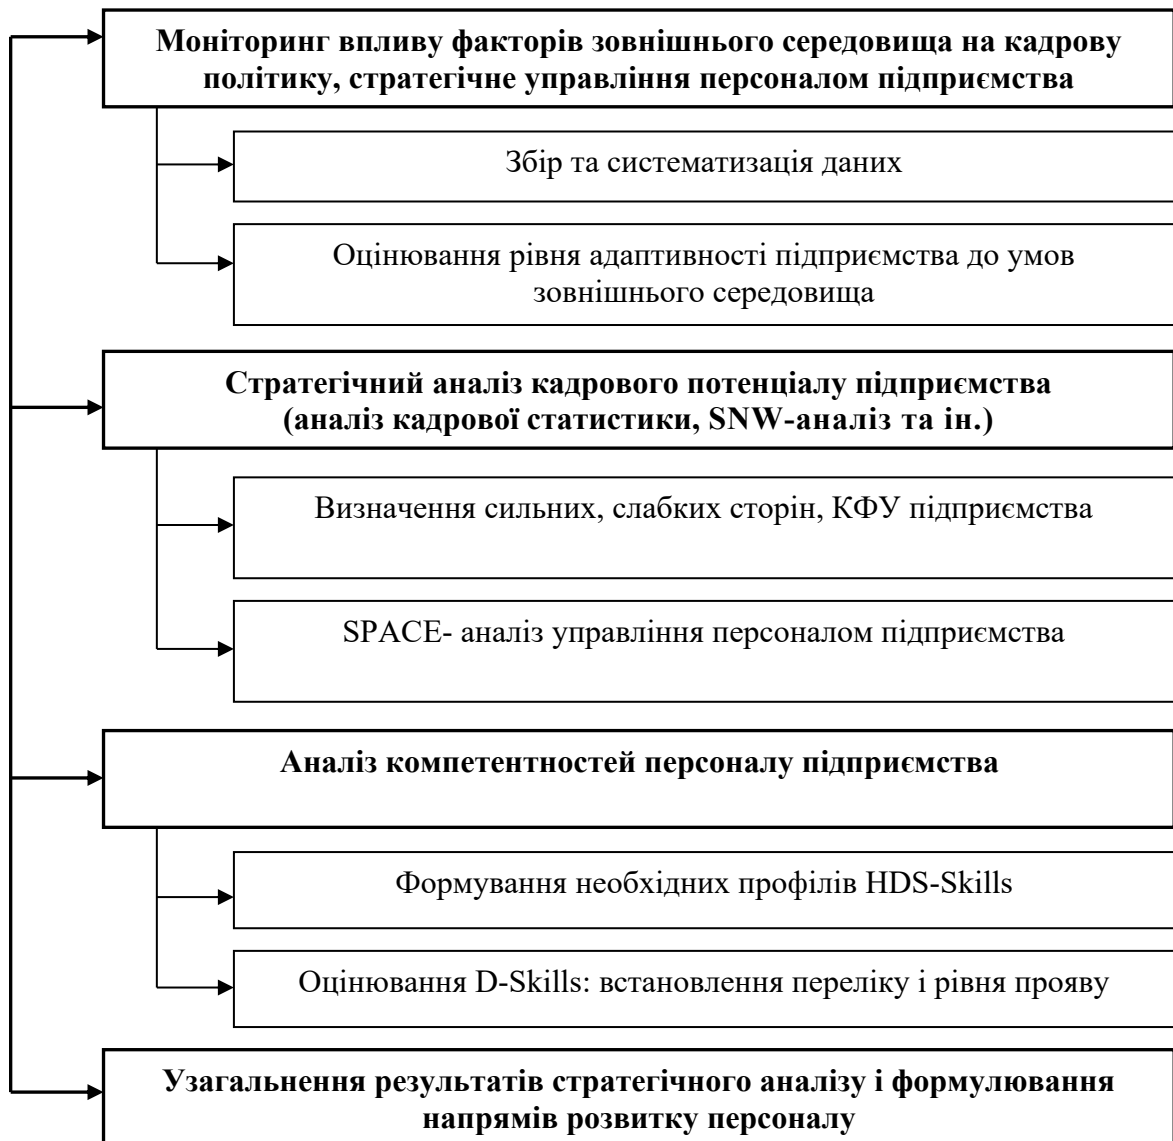 Моніторинг впливу факторів зовнішнього середовища на кадрову
політику, стратегічне управління персоналом підприємства
Збір та систематизація даних
Оцінювання рівня адаптивності підприємства до умов
зовнішнього середовища
Стратегічний аналіз кадрового потенціалу підприємства
(аналіз кадрової статистики, SNW-аналіз та ін.)
Визначення сильних, слабких сторін, КФУ підприємства
SPACE- аналіз управління персоналом підприємства
Аналіз компетентностей персоналу підприємства
Формування необхідних профілів HDS-Skills
Оцінювання D-Skills: встановлення переліку і рівня прояву
Узагальнення результатів стратегічного аналізу і формулювання
напрямів розвитку персоналу